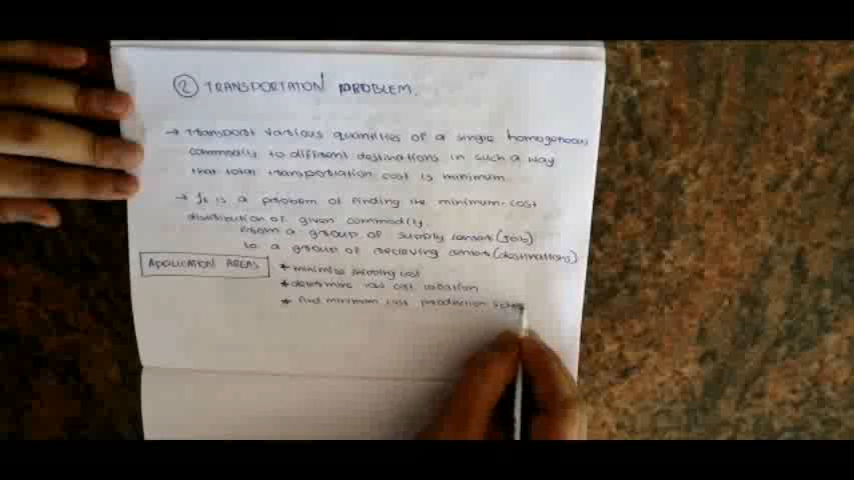 ② TRANSPORTATION PROBLEM.
→ Transport various quantities of a single homogeneous
commodity to different destinations in such a way
that total transportation cost is minimum.
→ It is a problem of finding the minimum-cost
distribution of given commodity.
from a group of supply centers (job)
to a group of recieving centers (destinations)
APPLICATION AREAS
* minimize shipping cost
* determine low cost location
* find minimum cost production